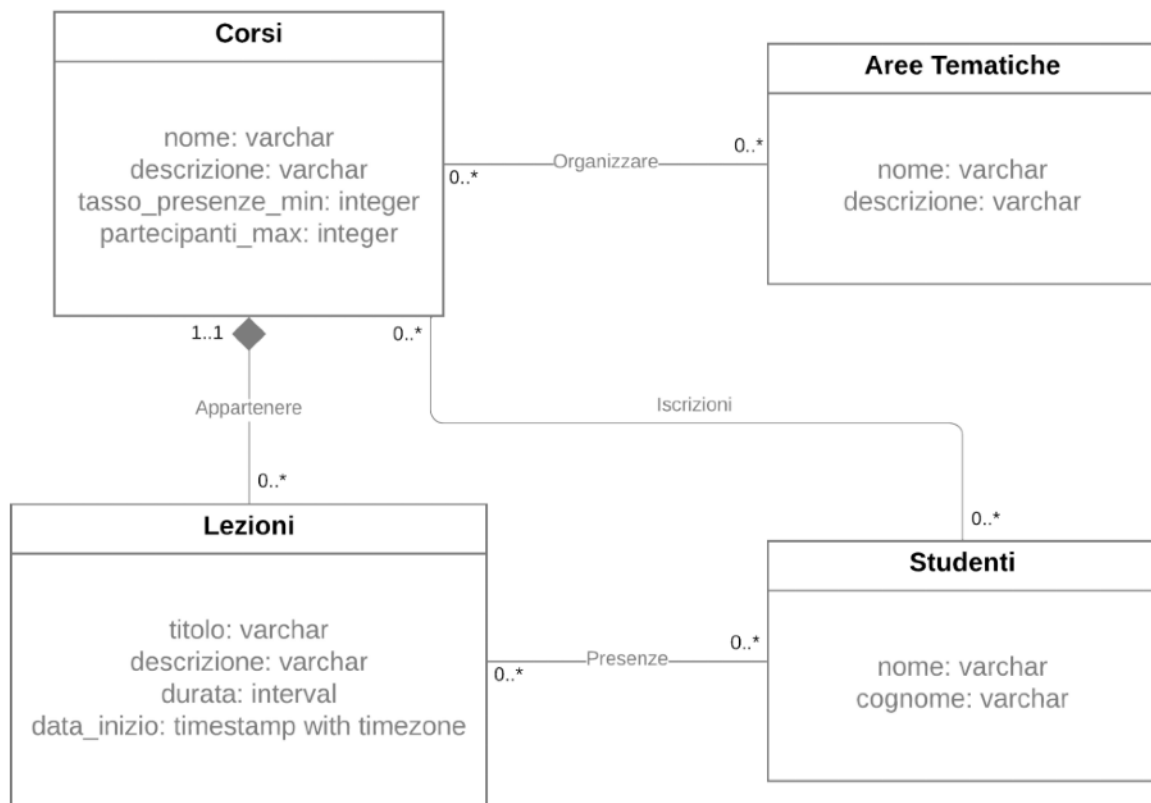 Corsi
nome: varchar
descrizione: varchar
tasso_presenze_min: integer
partecipanti_max: integer
Aree Tematiche
nome: varchar
descrizione: varchar
0..*
Organizzare
0..*
1..1
0..*
Appartenere
Iscrizioni
0..*
0..*
Lezioni
titolo: varchar
descrizione: varchar
durata: interval
data_inizio: timestamp with timezone
Studenti
nome: varchar
cognome: varchar
0..*
Presenze
0..*